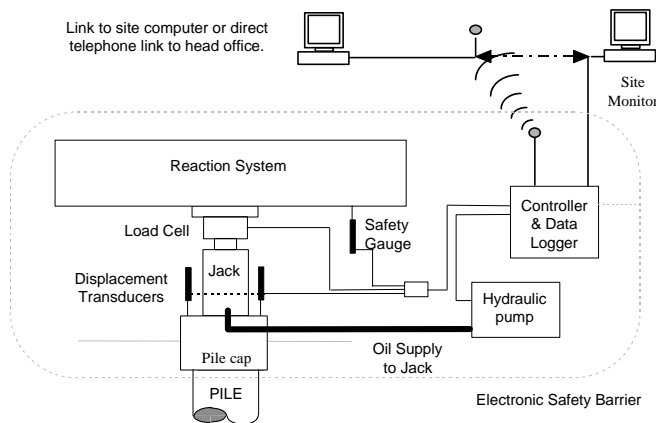 Link to site computer or direct
telephone link to head office.
Site
Monitor
Reaction System
Load Cell
Safety
Gauge
Controller
& Data
Logger
Displacement
Transducers
Jack
Hydraulic
pump
Pile cap
Oil Supply
to Jack
PILE
Electronic Safety Barrier